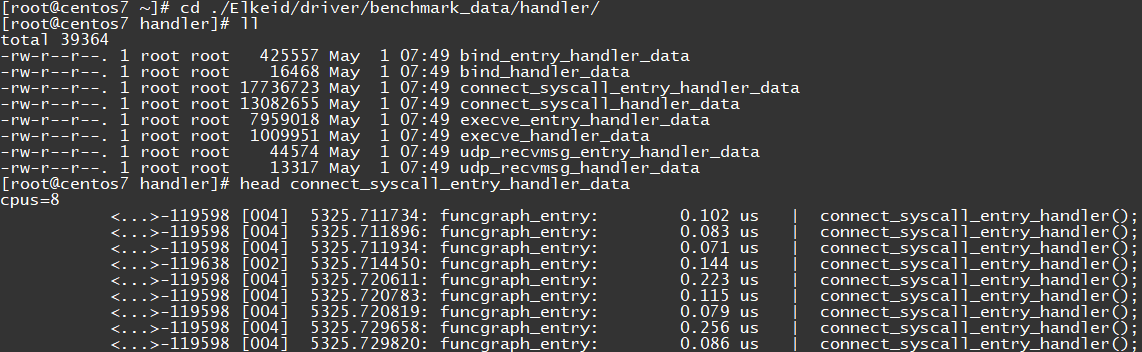 [root@centos7 ~]# cd ./Elkeid/driver/benchmark_data/handler/
[root@centos7 handler]# ll
total 39364
-rw-r--r--. 1 root root   425557 May  1 07:49 bind_entry_handler_data
-rw-r--r--. 1 root root    16468 May  1 07:49 bind_handler_data
-rw-r--r--. 1 root root 17736723 May  1 07:49 connect_syscall_entry_handler_data
-rw-r--r--. 1 root root 13082655 May  1 07:49 connect_syscall_handler_data
-rw-r--r--. 1 root root  7959018 May  1 07:49 execve_entry_handler_data
-rw-r--r--. 1 root root  1009951 May  1 07:49 execve_handler_data
-rw-r--r--. 1 root root    44574 May  1 07:49 udp_recvmsg_entry_handler_data
-rw-r--r--. 1 root root    13317 May  1 07:49 udp_recvmsg_handler_data
[root@centos7 handler]# head connect_syscall_entry_handler_data
cpus=8
           <...>-119598 [004]  5325.711734: funcgraph_entry:        0.102 us   |  connect_syscall_entry_handler();
           <...>-119598 [004]  5325.711896: funcgraph_entry:        0.083 us   |  connect_syscall_entry_handler();
           <...>-119598 [004]  5325.711934: funcgraph_entry:        0.071 us   |  connect_syscall_entry_handler();
           <...>-119638 [002]  5325.714450: funcgraph_entry:        0.144 us   |  connect_syscall_entry_handler();
           <...>-119598 [004]  5325.720611: funcgraph_entry:        0.223 us   |  connect_syscall_entry_handler();
           <...>-119598 [004]  5325.720783: funcgraph_entry:        0.115 us   |  connect_syscall_entry_handler();
           <...>-119598 [004]  5325.720819: funcgraph_entry:        0.079 us   |  connect_syscall_entry_handler();
           <...>-119598 [004]  5325.729658: funcgraph_entry:        0.256 us   |  connect_syscall_entry_handler();
           <...>-119598 [004]  5325.729820: funcgraph_entry:        0.086 us   |  connect_syscall_entry_handler();